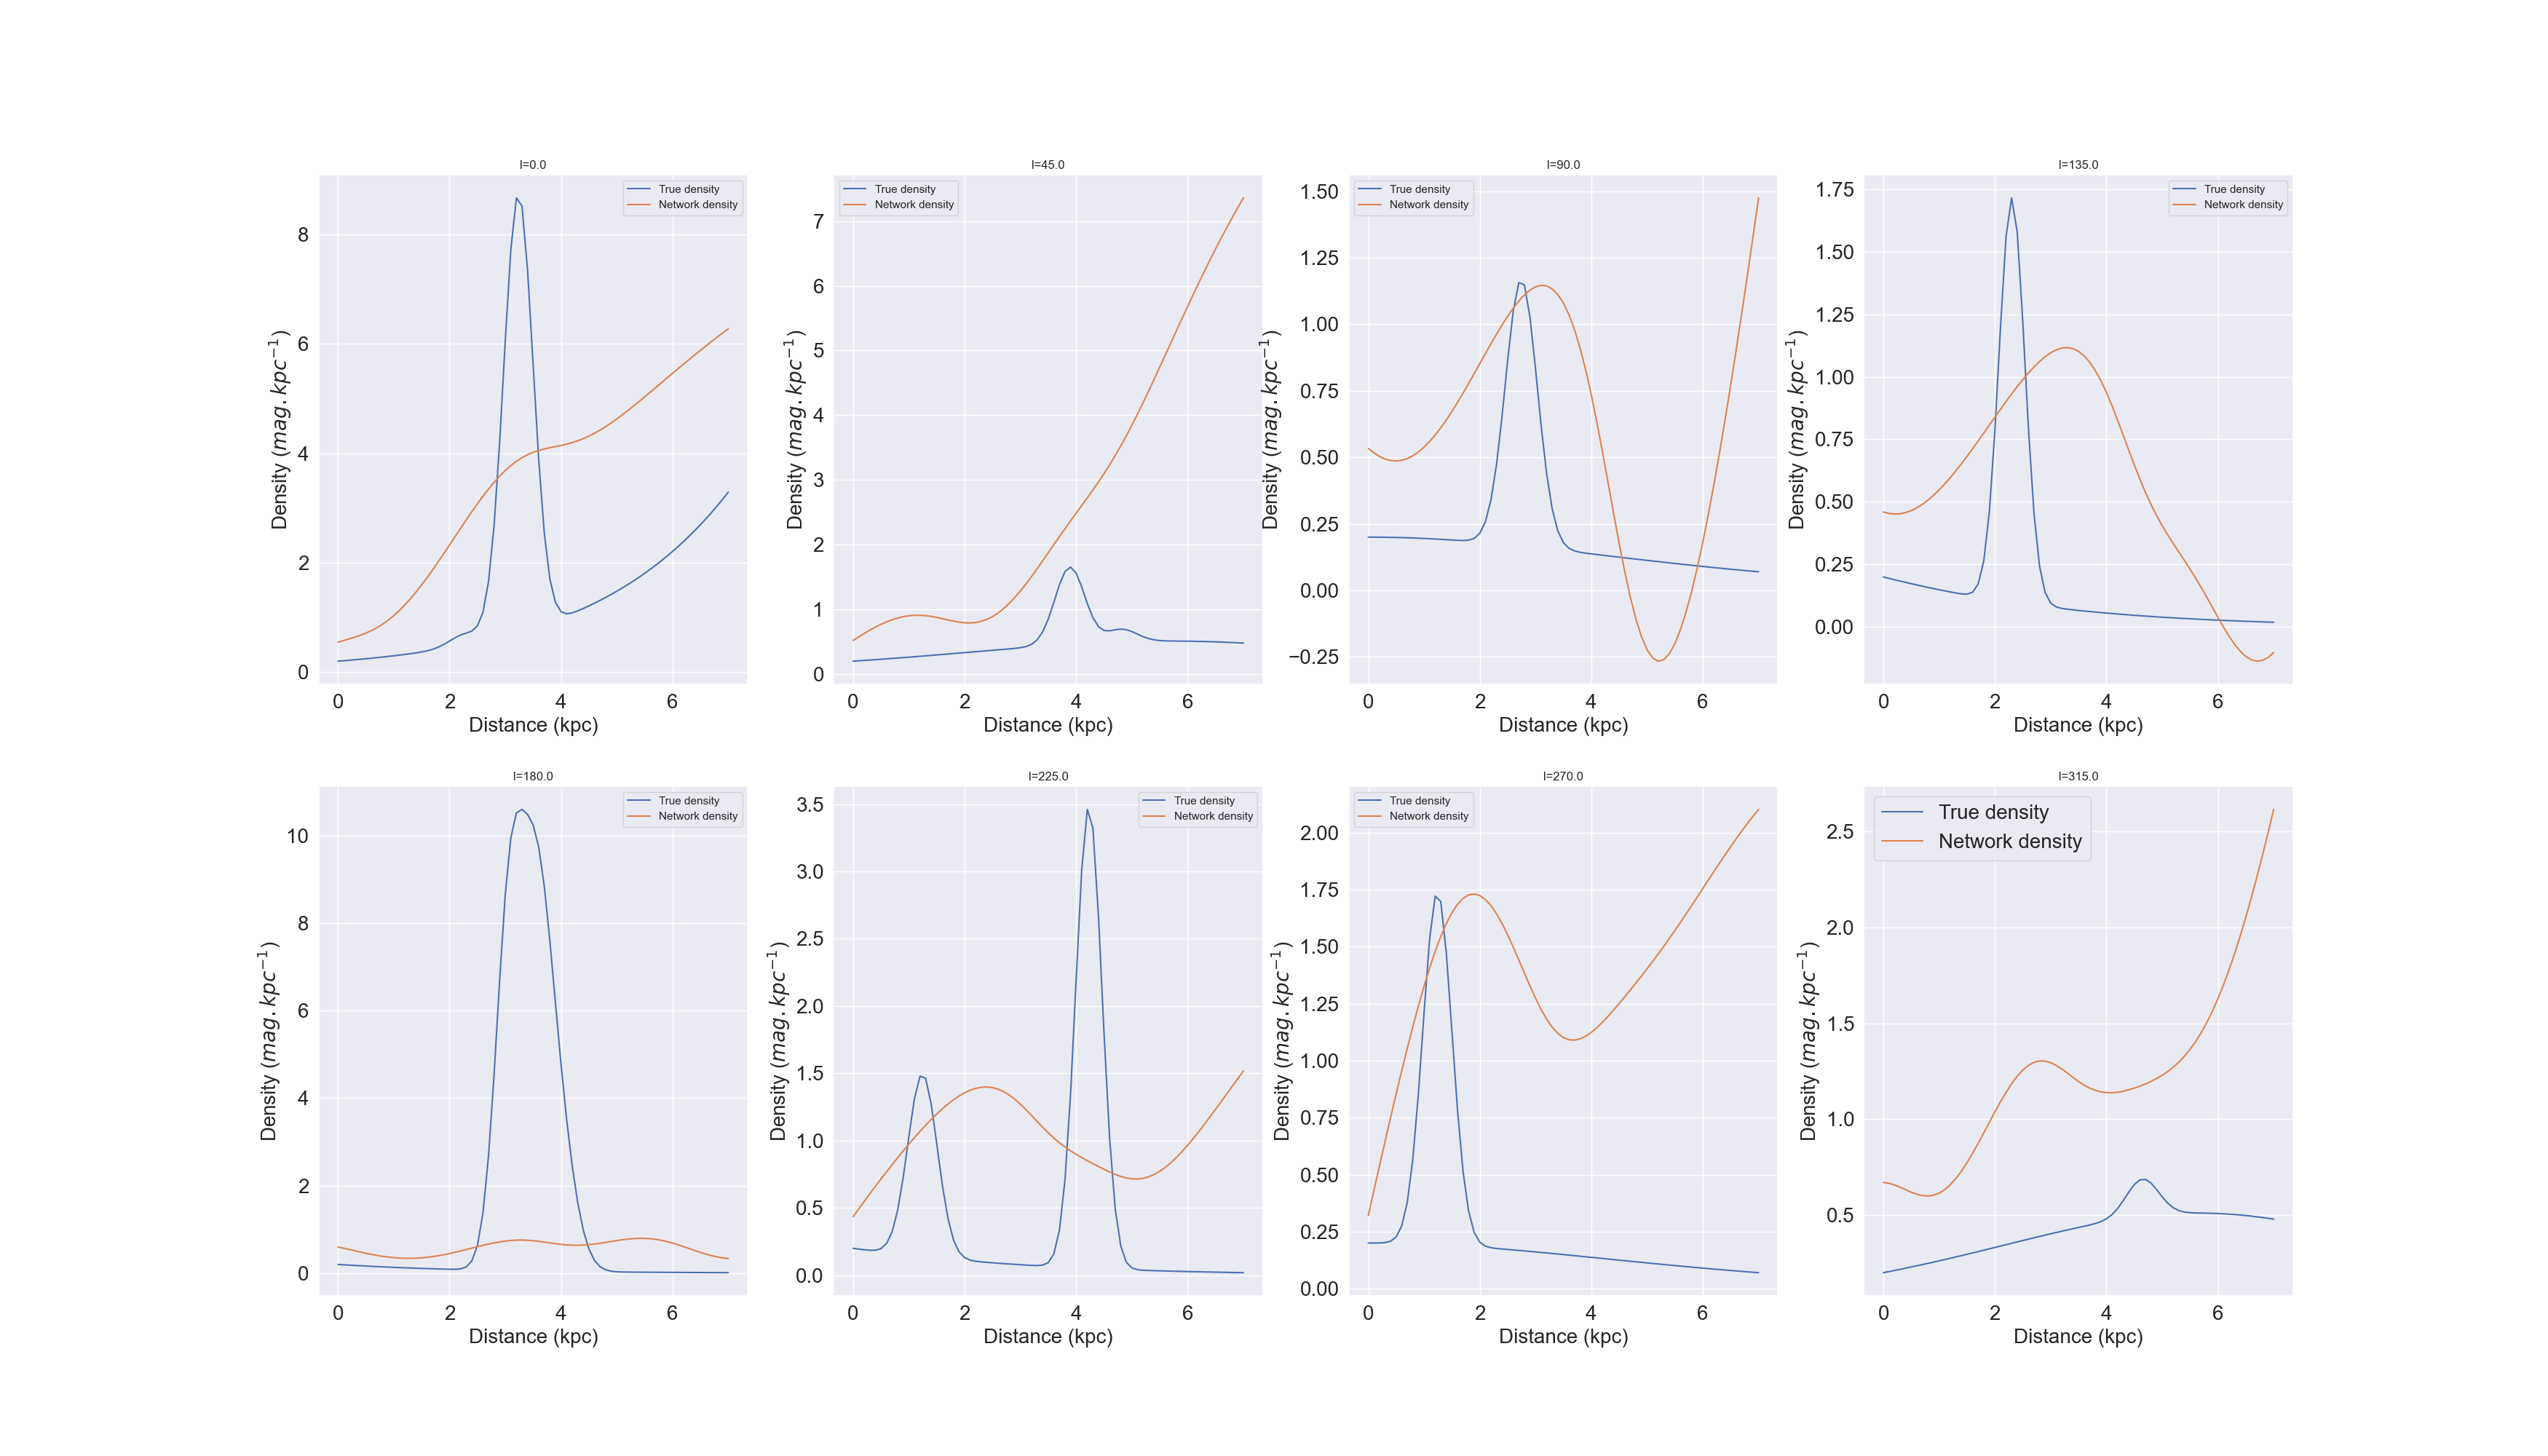 l=0.0
True density
Network density
8
6
4
2
0
Density (mag.kpc⁻¹)
0 2 4 6
Distance (kpc)
l=45.0
True density
Network density
7
6
5
4
3
2
1
0
Density (mag.kpc⁻¹)
0 2 4 6
Distance (kpc)
l=90.0
True density
Network density
1.50
1.25
1.00
0.75
0.50
0.25
0.00
−0.25
Density (mag.kpc⁻¹)
0 2 4 6
Distance (kpc)
l=135.0
True density
Network density
1.75
1.50
1.25
1.00
0.75
0.50
0.25
0.00
Density (mag.kpc⁻¹)
0 2 4 6
Distance (kpc)
l=180.0
True density
Network density
10
8
6
4
2
0
Density (mag.kpc⁻¹)
0 2 4 6
Distance (kpc)
l=225.0
True density
Network density
3.5
3.0
2.5
2.0
1.5
1.0
0.5
0.0
Density (mag.kpc⁻¹)
0 2 4 6
Distance (kpc)
l=270.0
True density
Network density
2.00
1.75
1.50
1.25
1.00
0.75
0.50
0.25
0.00
Density (mag.kpc⁻¹)
0 2 4 6
Distance (kpc)
l=315.0
True density
Network density
2.5
2.0
1.5
1.0
0.5
Density (mag.kpc⁻¹)
0 2 4 6
Distance (kpc)